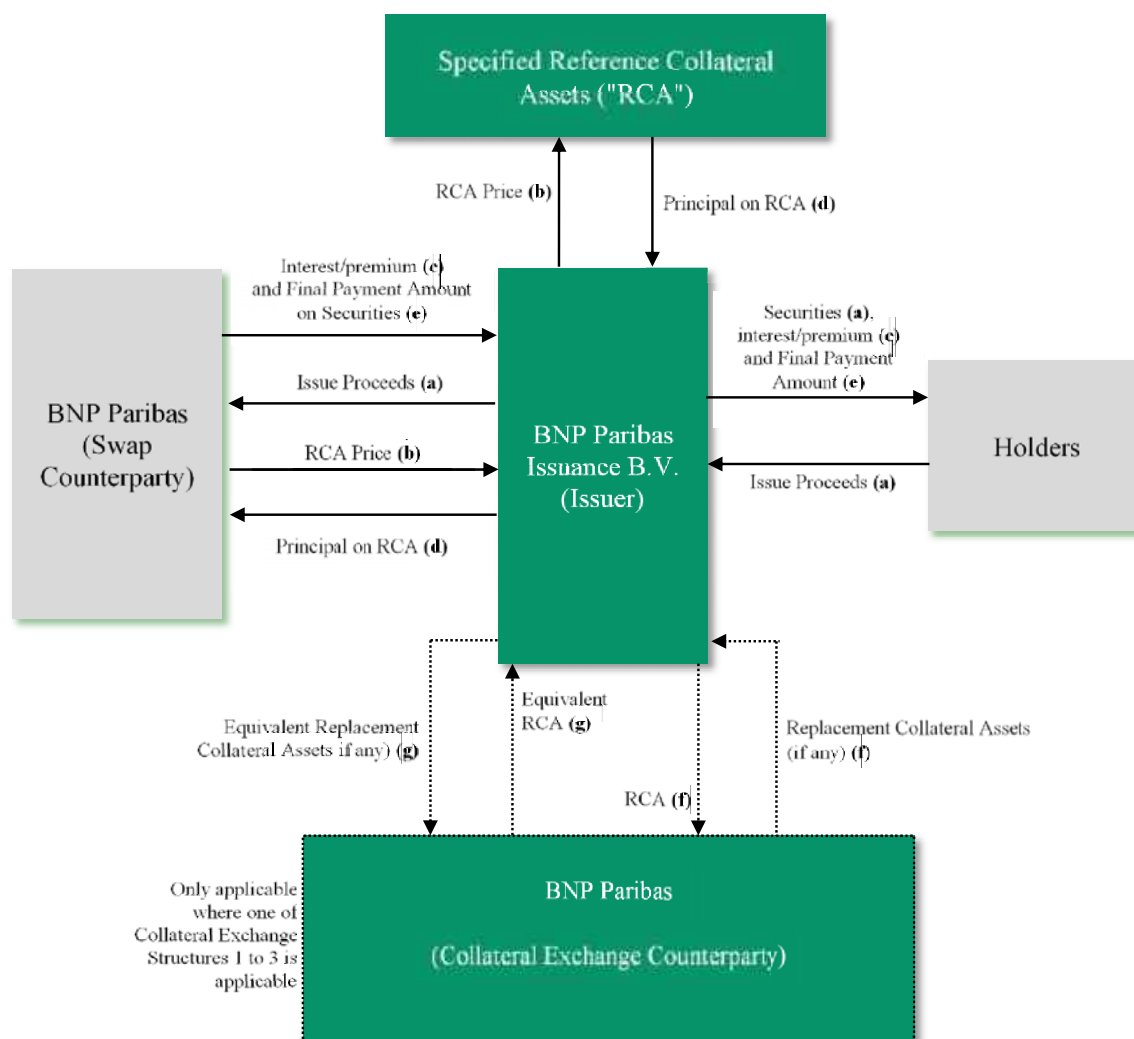 Specified Reference Collateral
Assets ("RCA")
RCA Price (b)
Principal on RCA (d)
Interest/premium (c)
and Final Payment Amount
on Securities (e)
Securities (a),
interest/premium (c)
and Final Payment
Amount (e)
Issue Proceeds (a)
BNP Paribas
(Swap
Counterparty)
RCA Price (b)
BNP Paribas
Issuance B.V.
(Issuer)
Holders
Issue Proceeds (a)
Principal on RCA (d)
Equivalent Replacement
Collateral Assets if any) (g)
Equivalent
RCA (g)
Replacement Collateral Assets
(if any) (f)
RCA (f)
Only applicable
where one of
Collateral Exchange
Structures 1 to 3 is
applicable
BNP Paribas
(Collateral Exchange Counterparty)